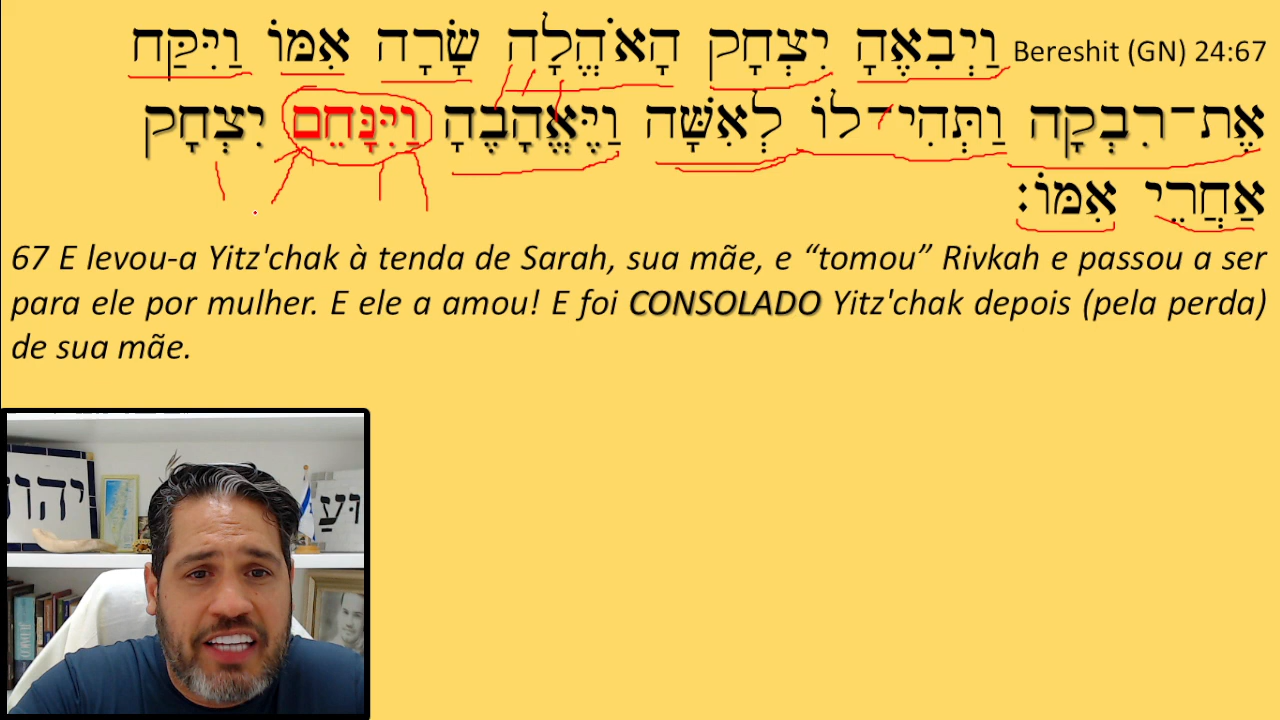 Bereshit (GN) 24:67 וַיְבִאֶהָ יִצְחָק הָאֹהֱלָה שָׂרָה אִמּוֹ וַיִּקַּח
אֶת־רִבְקָה וַתְּהִי־לוֹ לְאִשָּׁה וַיֶּאֱהָבֶהָ וַיִּנָּחֵם יִצְחָק
אַחֲרֵי אִמּוֹ׃
67 E levou-a Yitz'chak à tenda de Sarah, sua mãe, e “tomou” Rivkah e passou a ser
para ele por mulher. E ele a amou! E foi CONSOLADO Yitz'chak depois (pela perda)
de sua mãe.